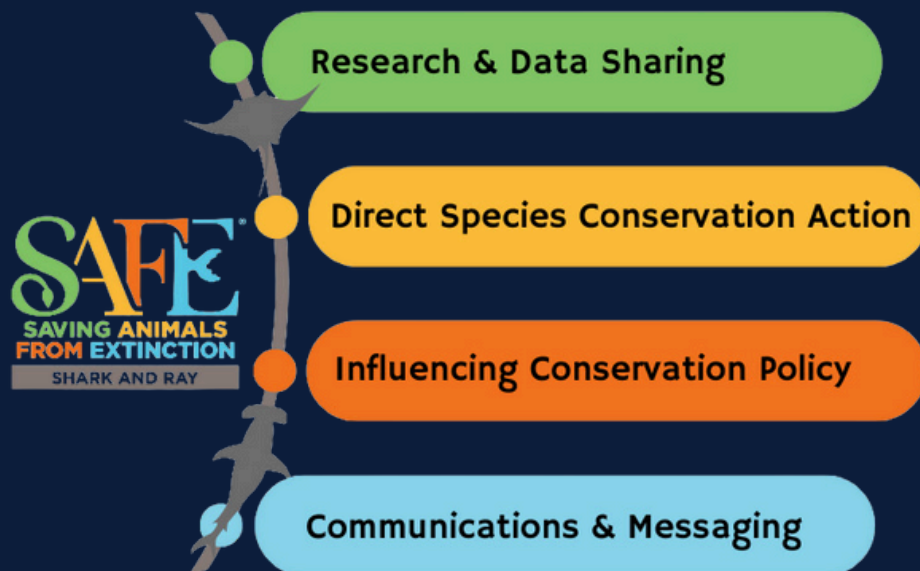 Research & Data Sharing
Direct Species Conservation Action
SAFE®
SAVING ANIMALS
FROM EXTINCTION
SHARK AND RAY
Influencing Conservation Policy
Communications & Messaging